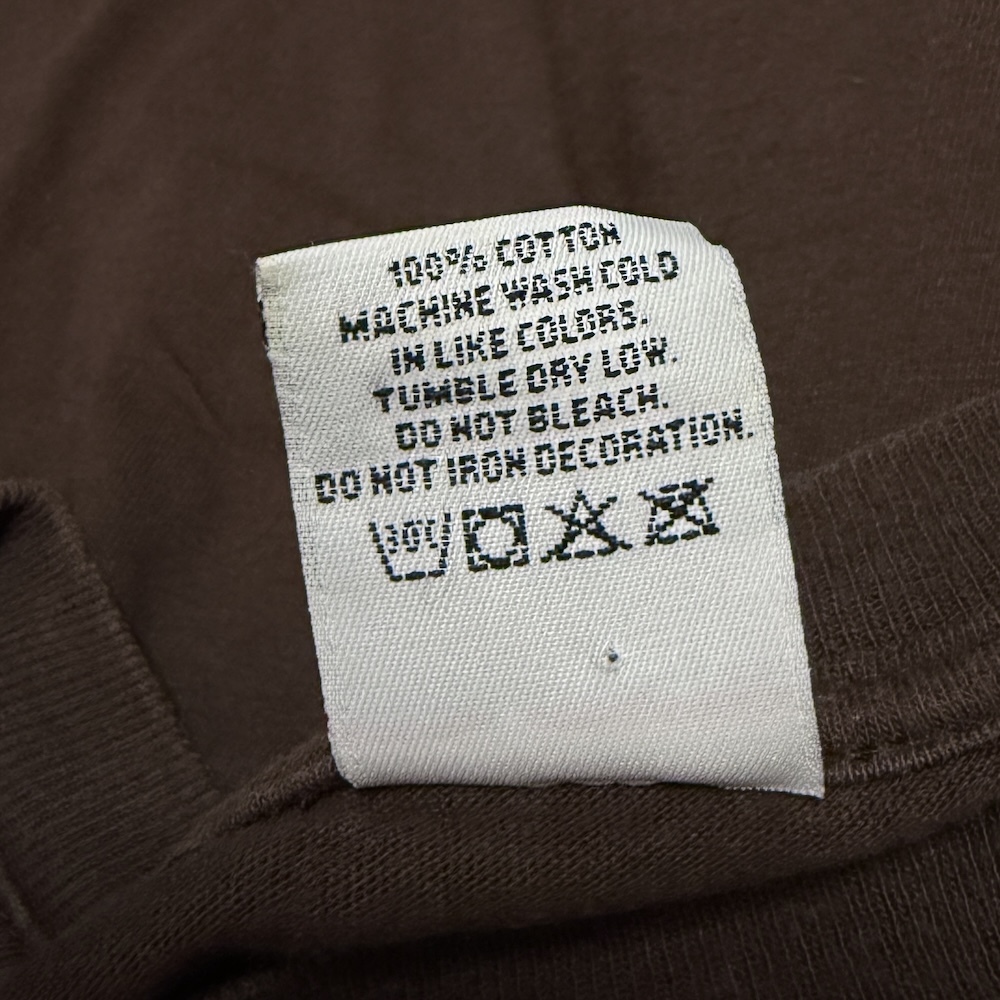 100% COTTON
MACHINE WASH COLD
IN LIKE COLORS.
TUMBLE DRY LOW.
DO NOT BLEACH.
DO NOT IRON DECORATION.